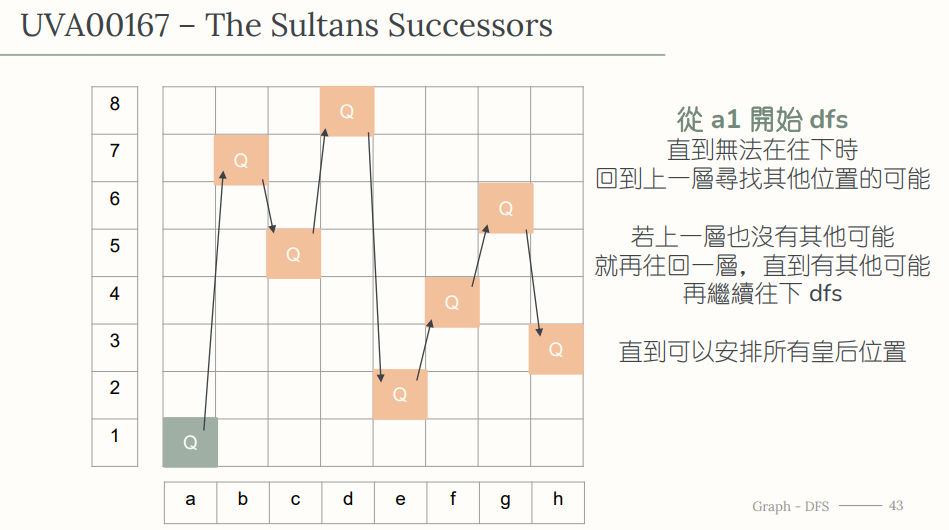 UVA00167 – The Sultans Successors
8
Q
7
Q
6
Q
5
Q
4
Q
3
Q
2
Q
1
Q
a b c d e f g h
從 a1 開始 dfs
直到無法在往下時
回到上一層尋找其他位置的可能
若上一層也沒有其他可能
就再往回一層，直到有其他可能
再繼續往下 dfs
直到可以安排所有皇后位置
Graph - DFS 43